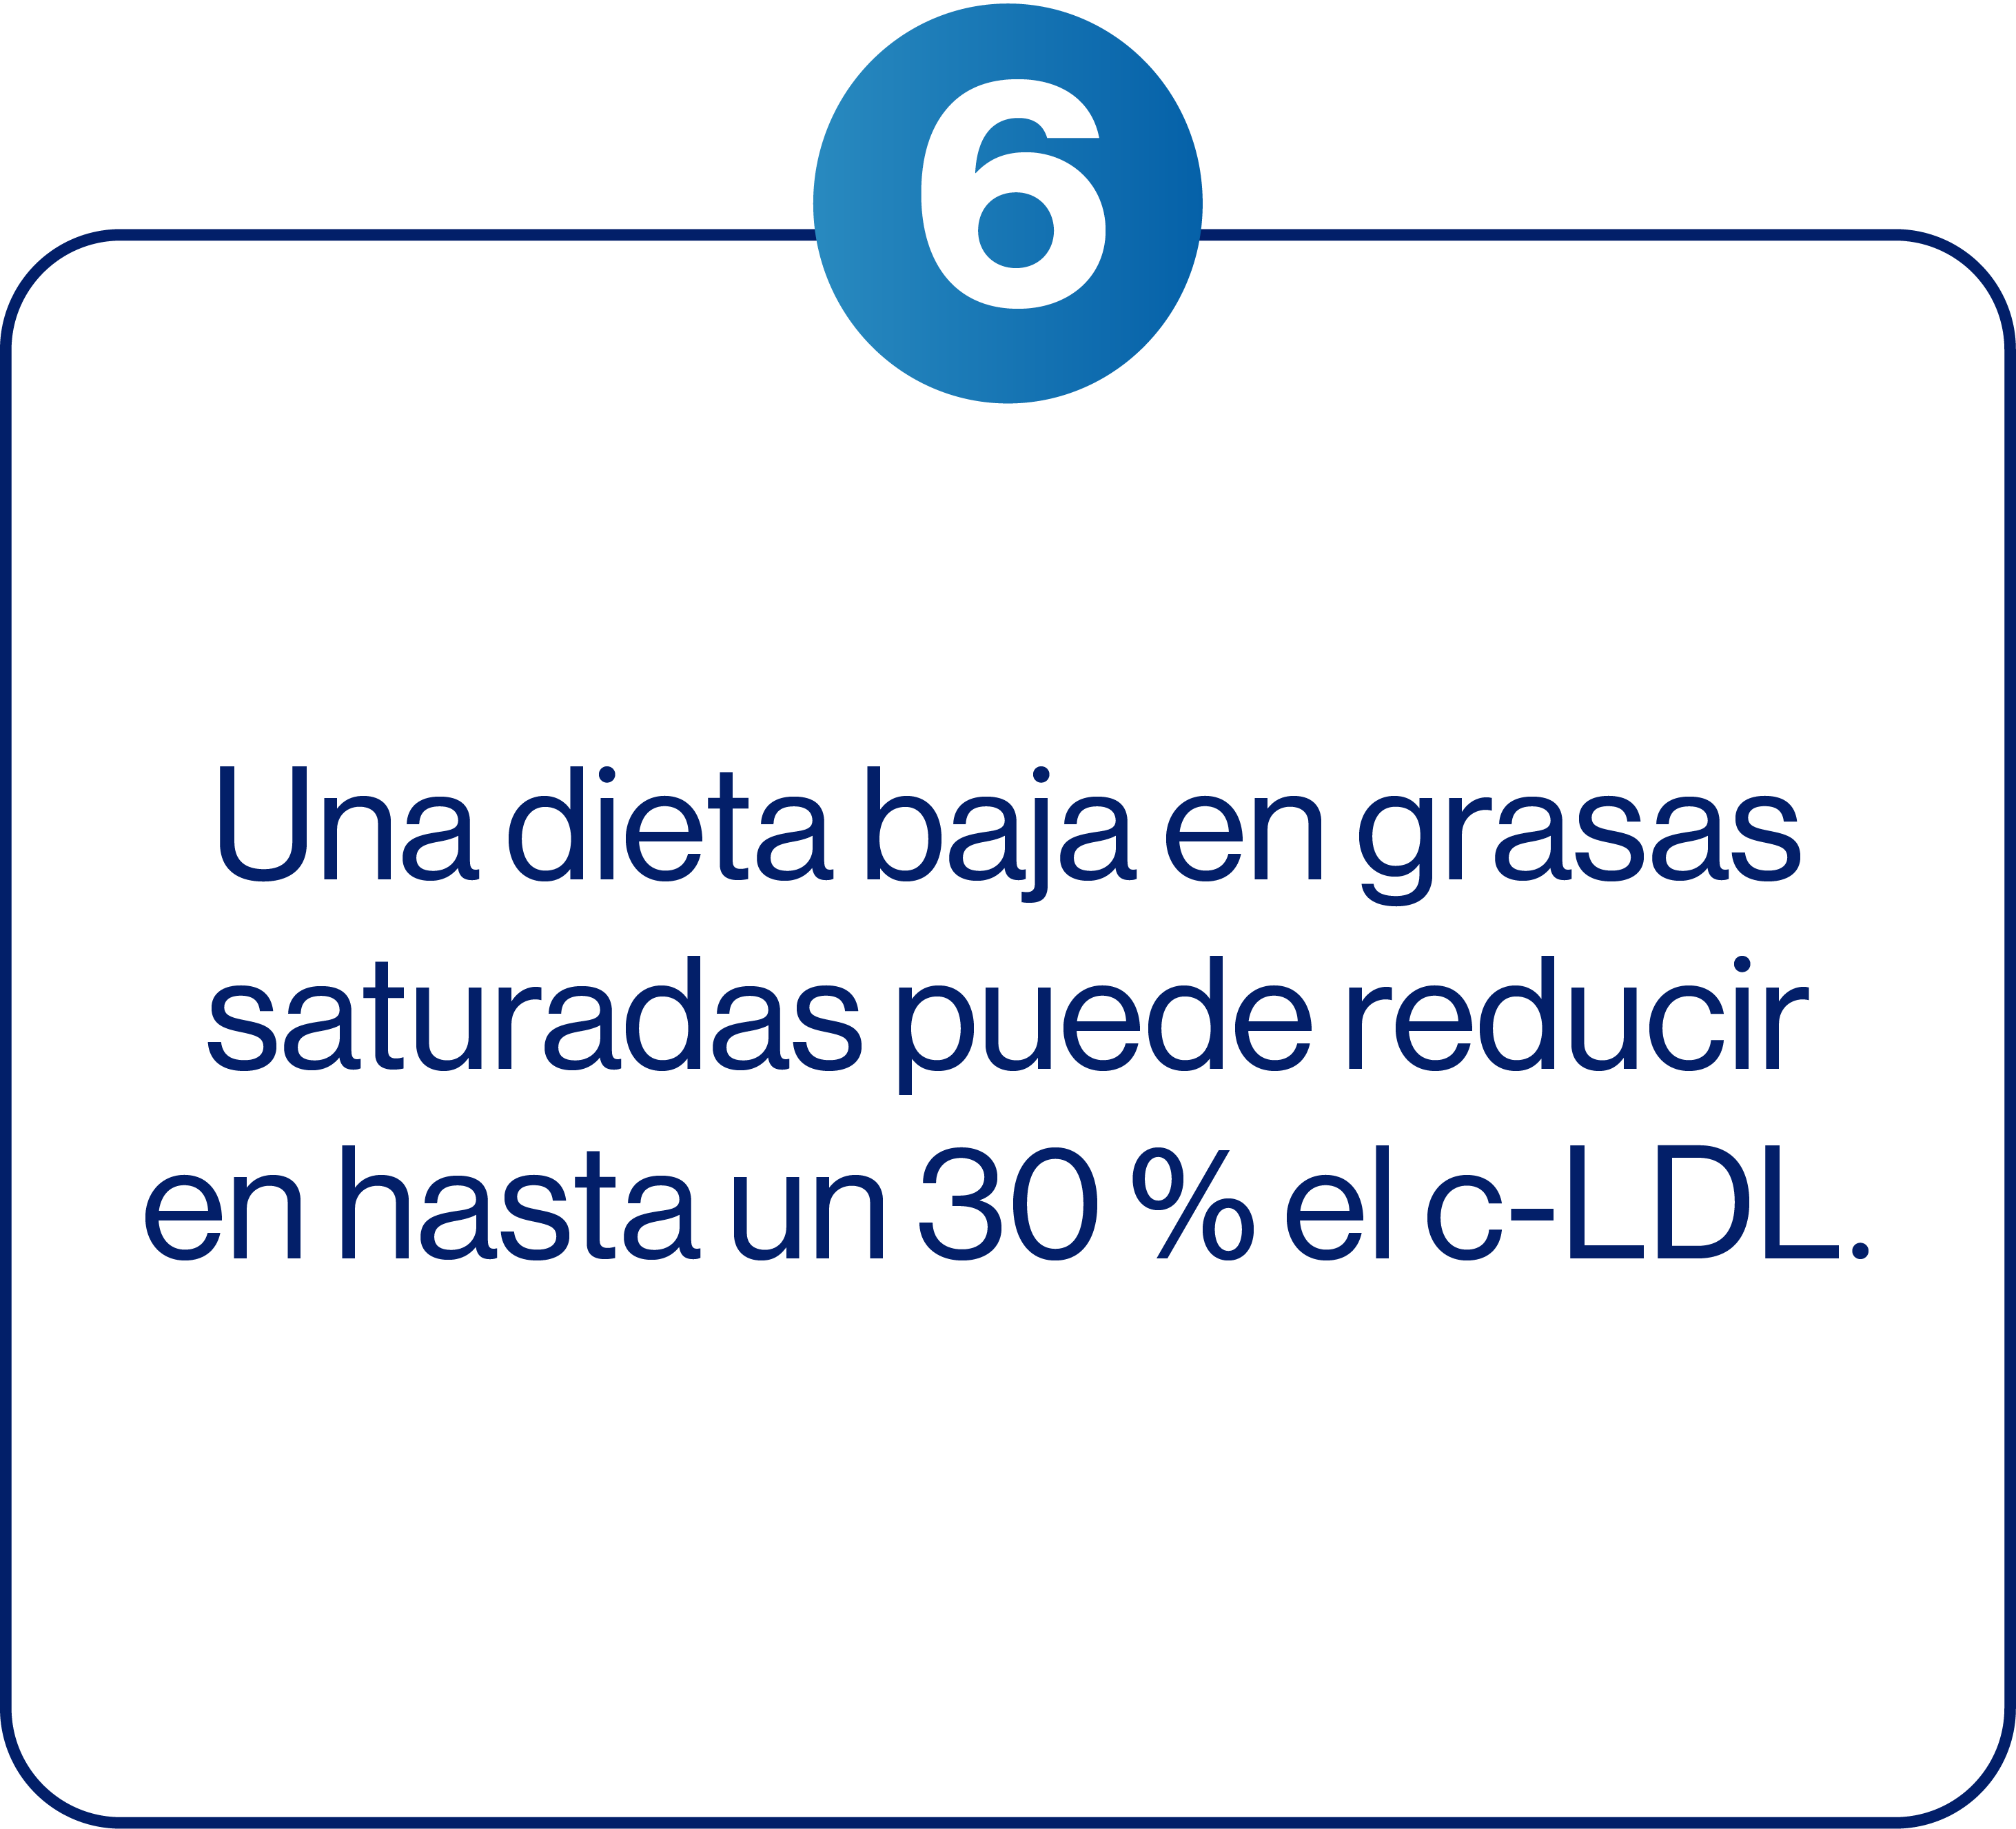 6
Una dieta baja en grasas
saturadas puede reducir
en hasta un 30 % el c-LDL.